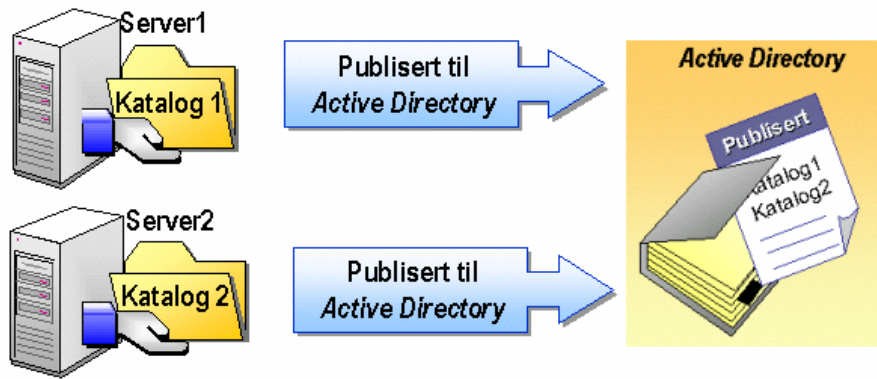 Server1
Katalog 1
Publisert til
Active Directory
Server2
Katalog 2
Publisert til
Active Directory
Active Directory
Publisert
Katalog1
Katalog2